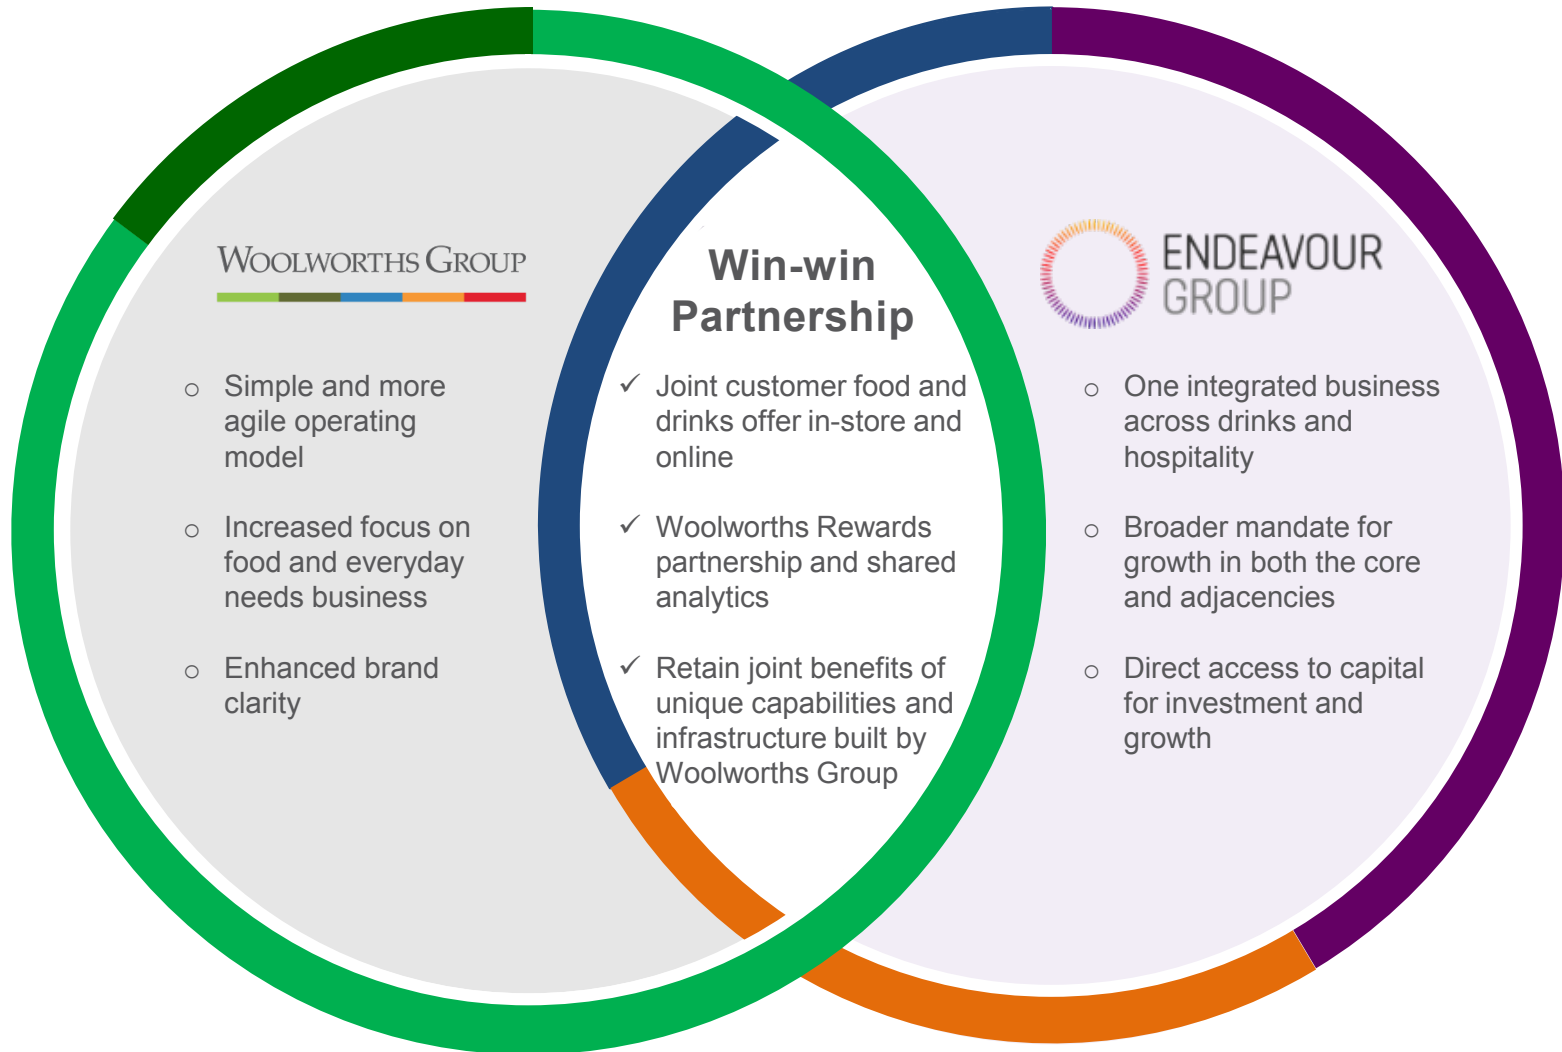 WOOLWORTHS GROUP
○ Simple and more
agile operating
model
○ Increased focus on
food and everyday
needs business
○ Enhanced brand
clarity
Win-win
Partnership
✓ Joint customer food and
drinks offer in-store and
online
✓ Woolworths Rewards
partnership and shared
analytics
✓ Retain joint benefits of
unique capabilities and
infrastructure built by
Woolworths Group
ENDEAVOUR
GROUP
○ One integrated business
across drinks and
hospitality
○ Broader mandate for
growth in both the core
and adjacencies
○ Direct access to capital
for investment and
growth